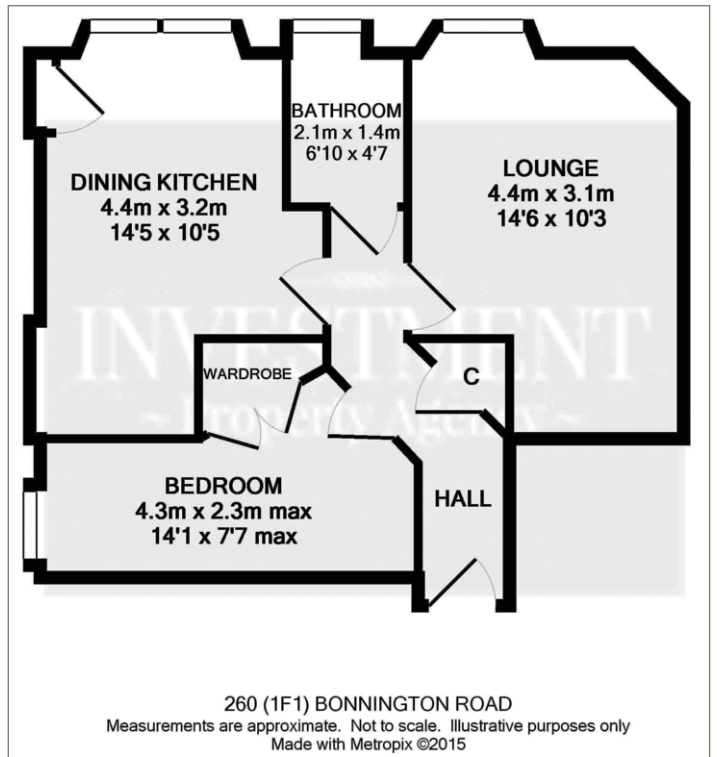 BATHROOM
2.1m x 1.4m
6'10 x 4'7
DINING KITCHEN
4.4m x 3.2m
14'5 x 10'5
LOUNGE
4.4m x 3.1m
14'6 x 10'3
INVESTMENT
~ Property Agency ~
WARDROBE
C
BEDROOM
4.3m x 2.3m max
14'1 x 7'7 max
HALL
260 (1F1) BONNINGTON ROAD
Measurements are approximate. Not to scale. Illustrative purposes only
Made with Metropix ©2015